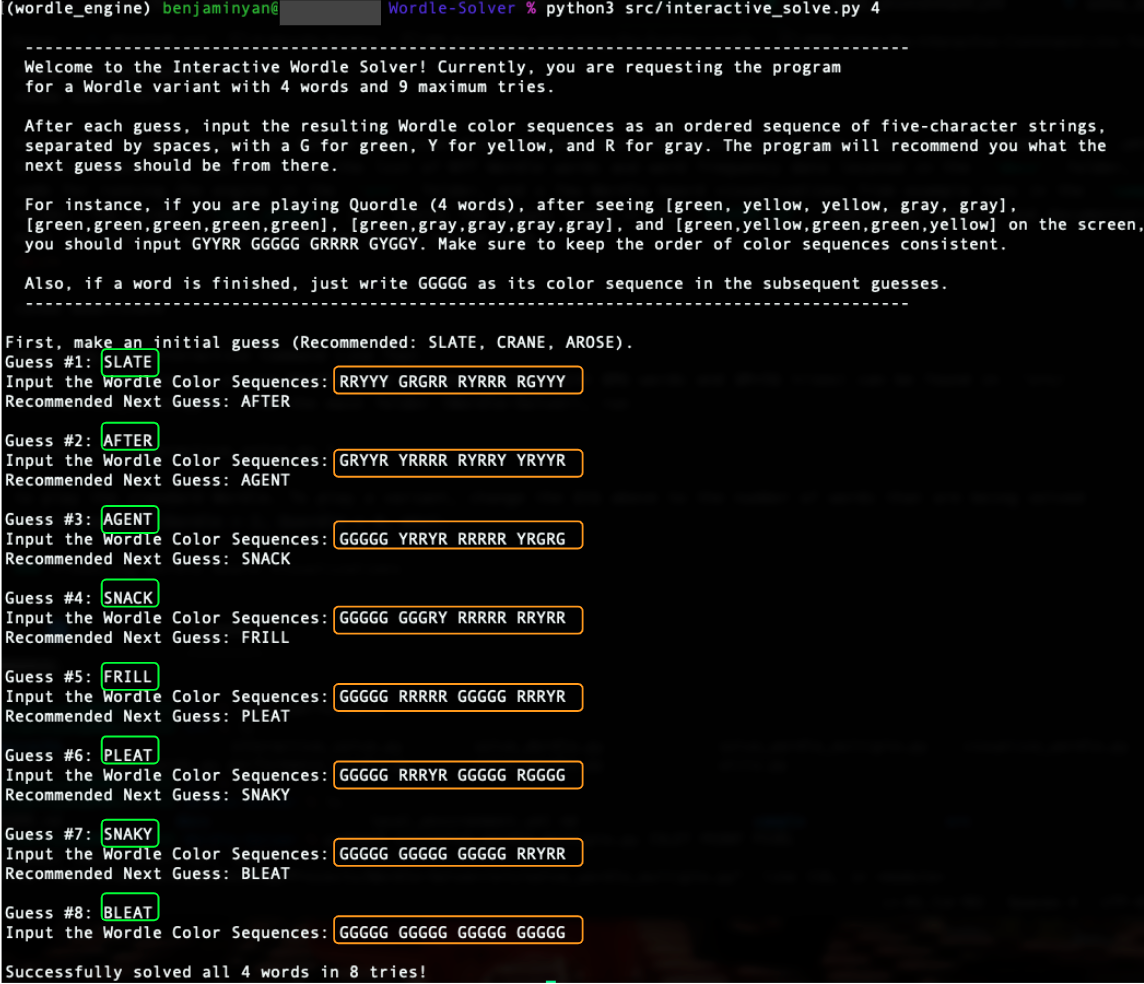 (wordle_engine) benjaminyan@ Wordle-Solver % python3 src/interactive_solve.py 4
-----------------------------------------------------------------------------------------
Welcome to the Interactive Wordle Solver! Currently, you are requesting the program
for a Wordle variant with 4 words and 9 maximum tries.
After each guess, input the resulting Wordle color sequences as an ordered sequence of five-character strings,
separated by spaces, with a G for green, Y for yellow, and R for gray. The program will recommend you what the
next guess should be from there.
For instance, if you are playing Quordle (4 words), after seeing [green, yellow, yellow, gray, gray],
[green,green,green,green,green], [green,gray,gray,gray,gray], and [green,yellow,green,green,yellow] on the screen,
you should input GYYRR GGGGG GRRRR GYGGY. Make sure to keep the order of color sequences consistent.
Also, if a word is finished, just write GGGGG as its color sequence in the subsequent guesses.
-----------------------------------------------------------------------------------------
First, make an initial guess (Recommended: SLATE, CRANE, AROSE).
Guess #1: SLATE
Input the Wordle Color Sequences: RRYYY GRGRR RYRRR RGYYY
Recommended Next Guess: AFTER
Guess #2: AFTER
Input the Wordle Color Sequences: GRYYR YRRRR RYRRY YRYYR
Recommended Next Guess: AGENT
Guess #3: AGENT
Input the Wordle Color Sequences: GGGGG YRRYR RRRRR YRGRG
Recommended Next Guess: SNACK
Guess #4: SNACK
Input the Wordle Color Sequences: GGGGG GGGRY RRRRR RRYRR
Recommended Next Guess: FRILL
Guess #5: FRILL
Input the Wordle Color Sequences: GGGGG RRRRR GGGGG RRRYR
Recommended Next Guess: PLEAT
Guess #6: PLEAT
Input the Wordle Color Sequences: GGGGG RRRYR GGGGG RGGGG
Recommended Next Guess: SNAKY
Guess #7: SNAKY
Input the Wordle Color Sequences: GGGGG GGGGG GGGGG RRYRR
Recommended Next Guess: BLEAT
Guess #8: BLEAT
Input the Wordle Color Sequences: GGGGG GGGGG GGGGG GGGGG
Successfully solved all 4 words in 8 tries!